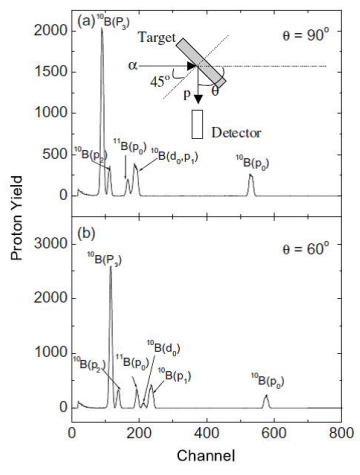 (a) ¹⁰B(P₃)
θ = 90°
Target
α
45°
p
θ
Detector
¹⁰B(p₂)
¹¹B(p₀)
¹⁰B(d₀,p₁)
¹⁰B(p₀)
2000
1500
1000
500
0
Proton Yield
(b)
θ = 60°
¹⁰B(P₃)
¹⁰B(p₂)
¹¹B(p₀)
¹⁰B(d₀)
¹⁰B(p₁)
¹⁰B(p₀)
3000
2000
1000
0
0 200 400 600 800
Channel